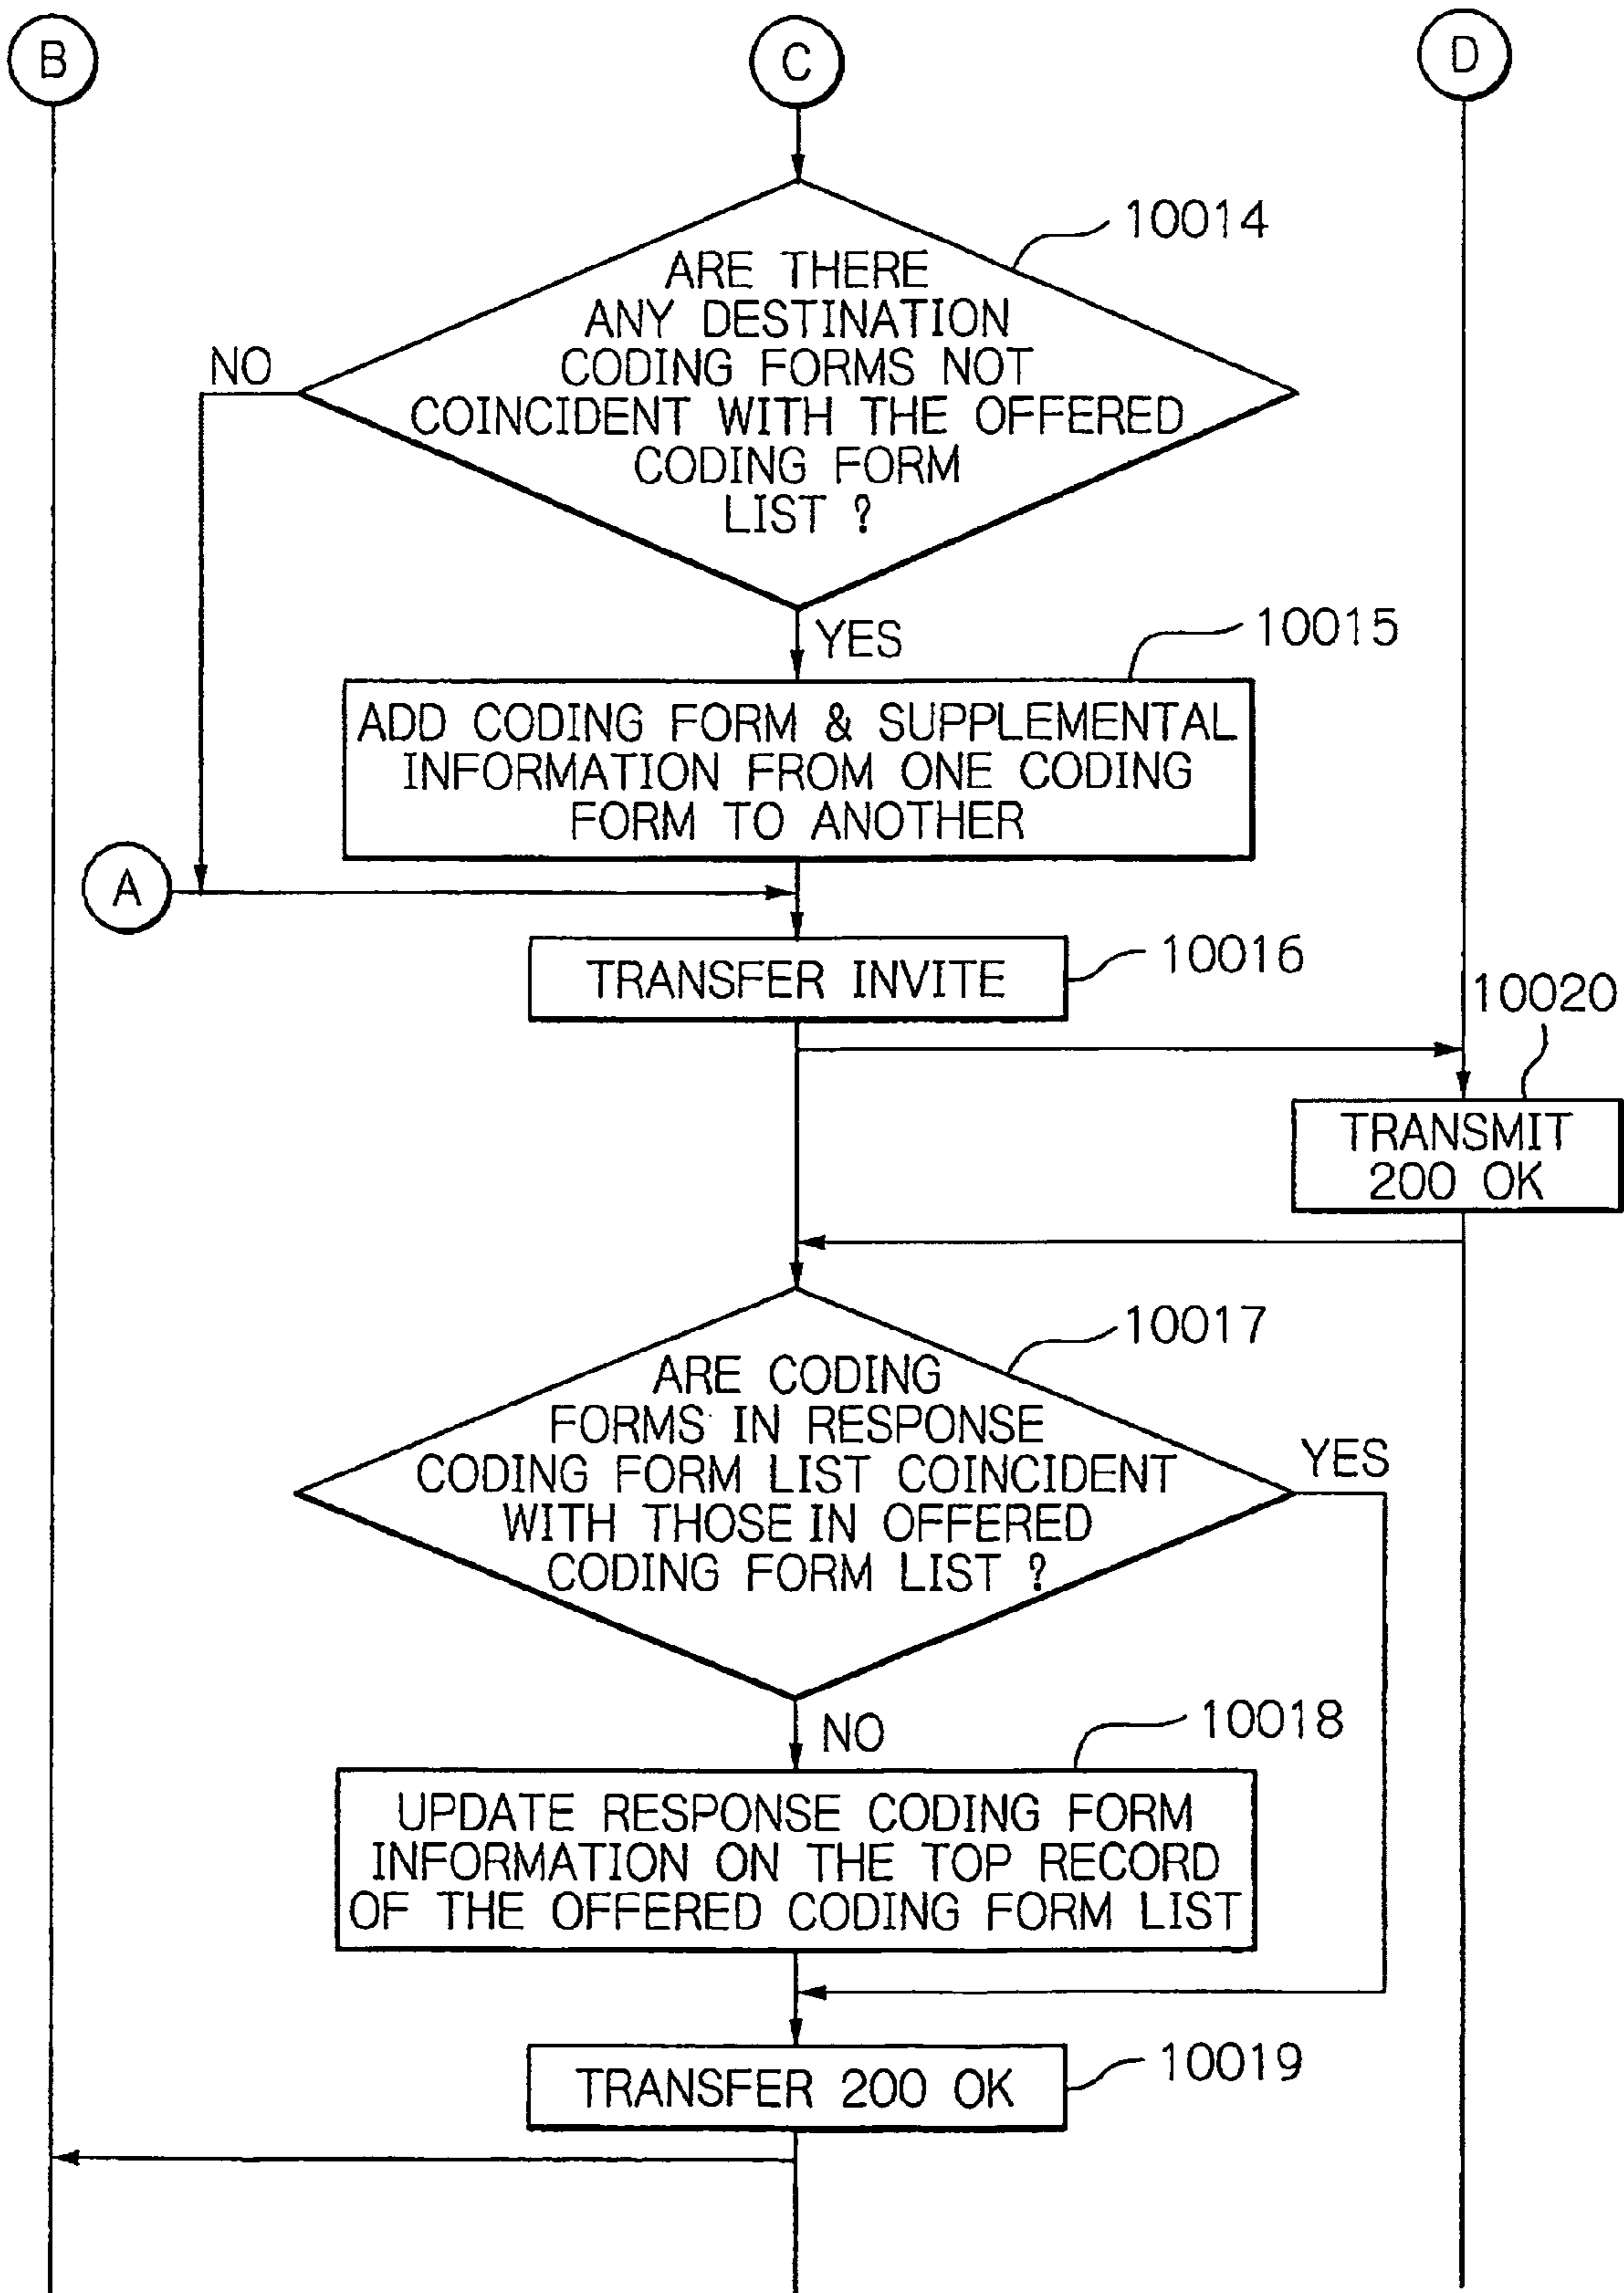 B
C
D
10014
ARE THERE
ANY DESTINATION
CODING FORMS NOT
COINCIDENT WITH THE OFFERED
CODING FORM
LIST ?
NO
YES
10015
ADD CODING FORM & SUPPLEMENTAL
INFORMATION FROM ONE CODING
FORM TO ANOTHER
A
TRANSFER INVITE
10016
10020
TRANSMIT
200 OK
10017
ARE CODING
FORMS IN RESPONSE
CODING FORM LIST COINCIDENT
WITH THOSE IN OFFERED
CODING FORM LIST ?
YES
NO
10018
UPDATE RESPONSE CODING FORM
INFORMATION ON THE TOP RECORD
OF THE OFFERED CODING FORM LIST
TRANSFER 200 OK
10019